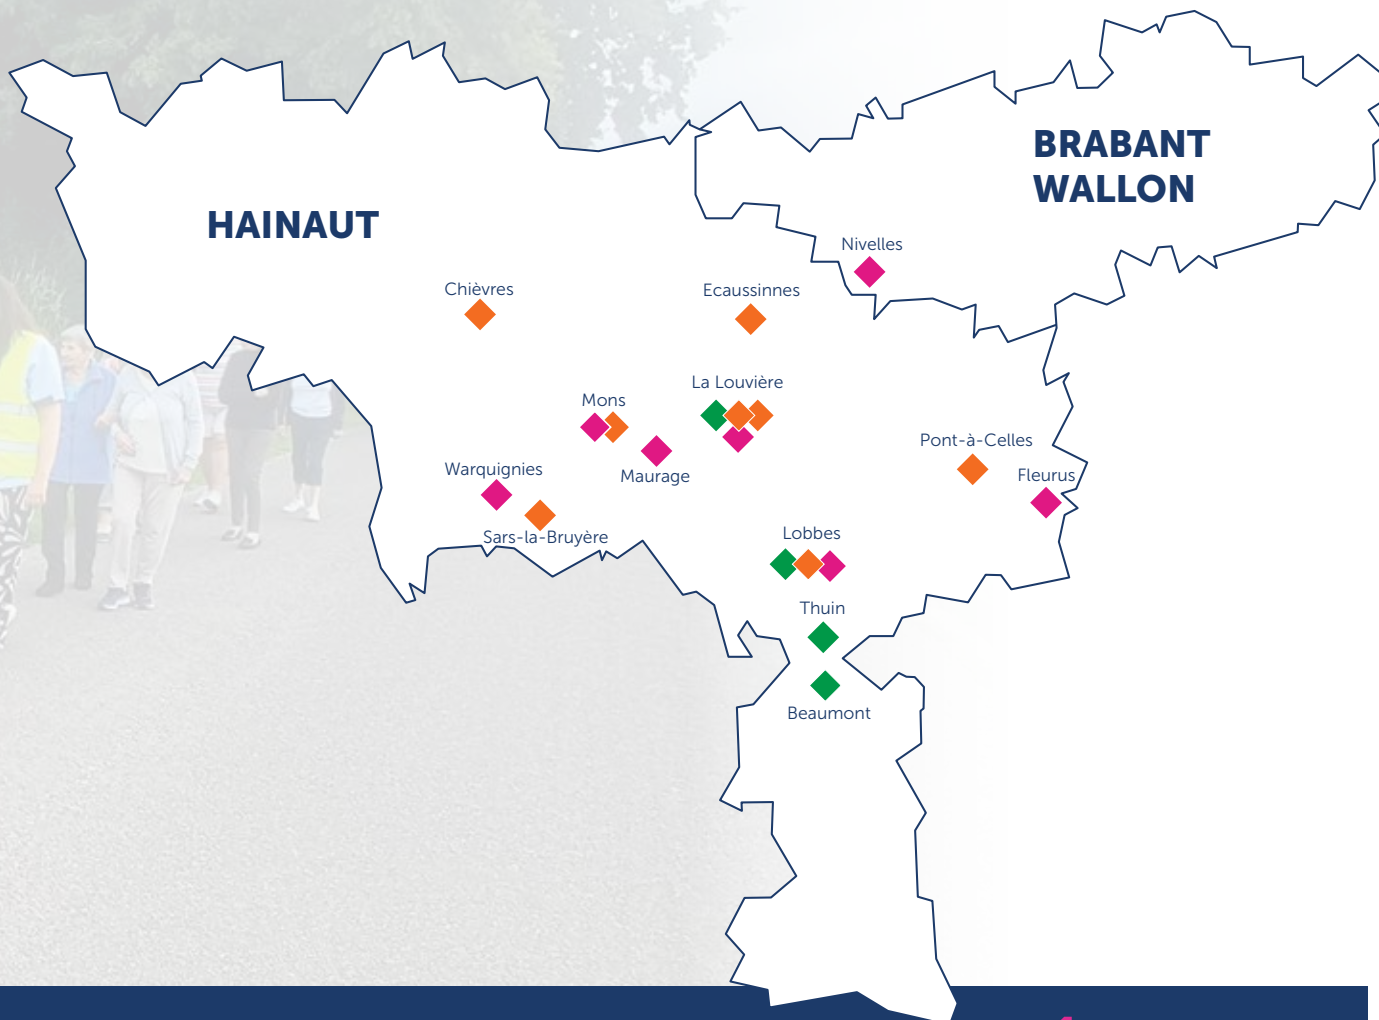 BRABANT
WALLON
HAINAUT
Nivelles
Chièvres
Ecaussinnes
La Louvière
Mons
Pont-à-Celles
Warquignies
Maurage
Fleurus
Sars-la-Bruyère
Lobbes
Thuin
Beaumont